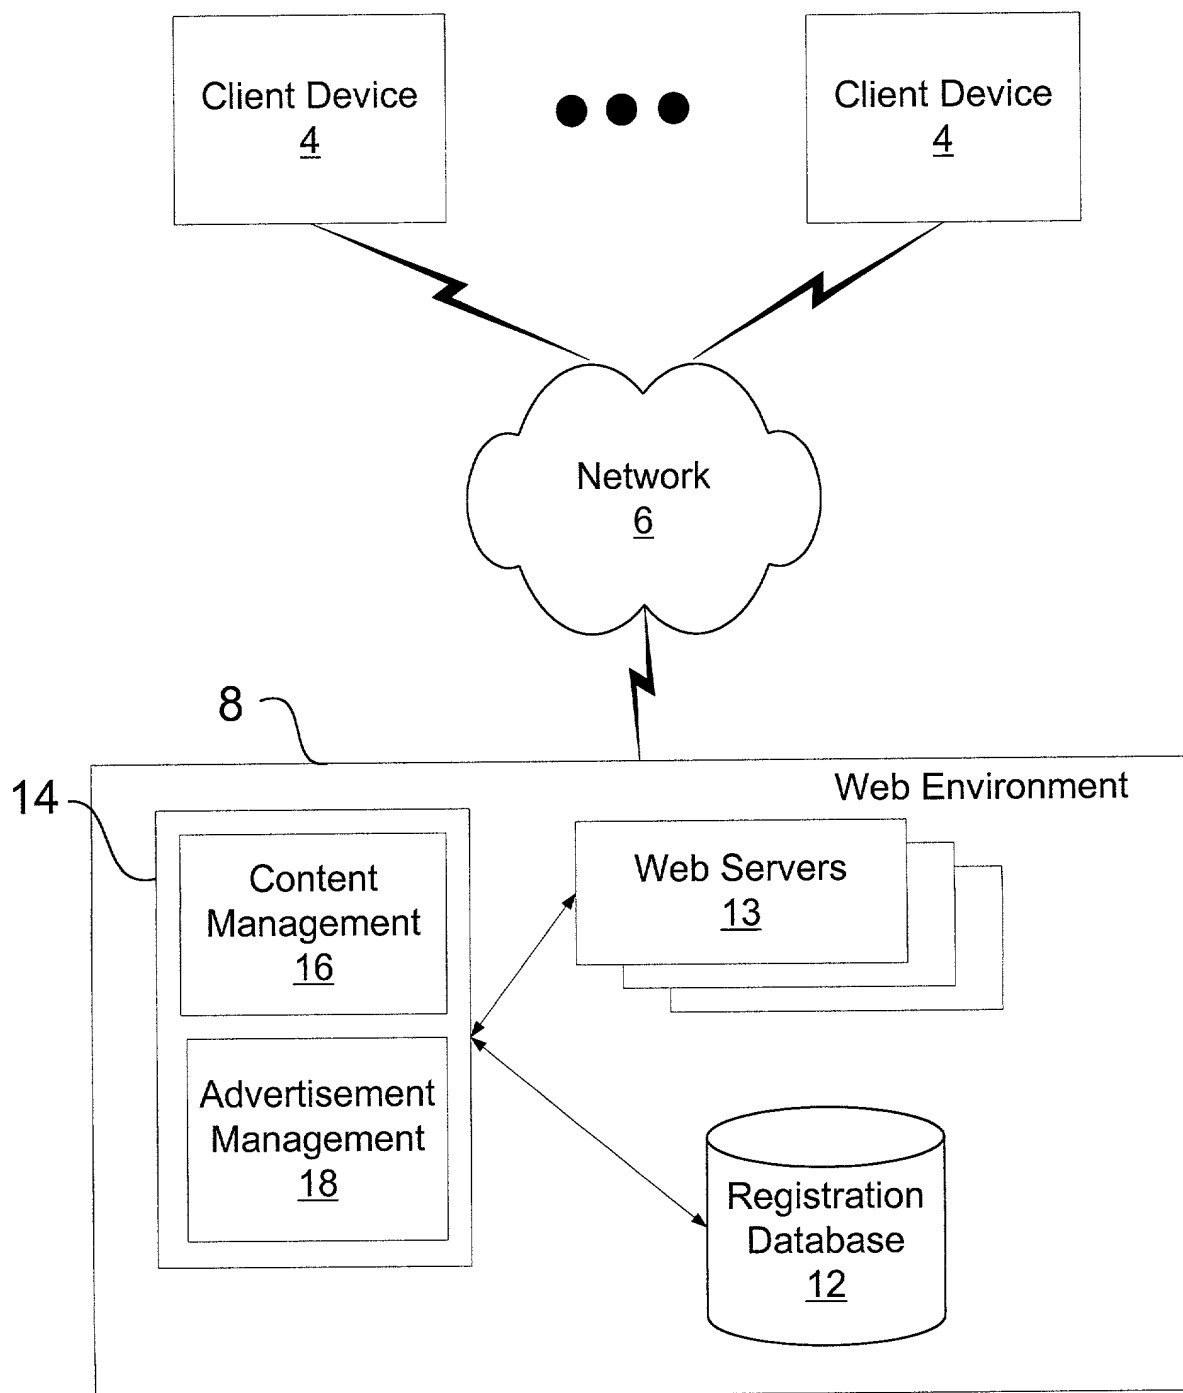 Client Device
4
Client Device
4
Network
6
8
14
Web Environment
Content
Management
16
Web Servers
13
Advertisement
Management
18
Registration
Database
12